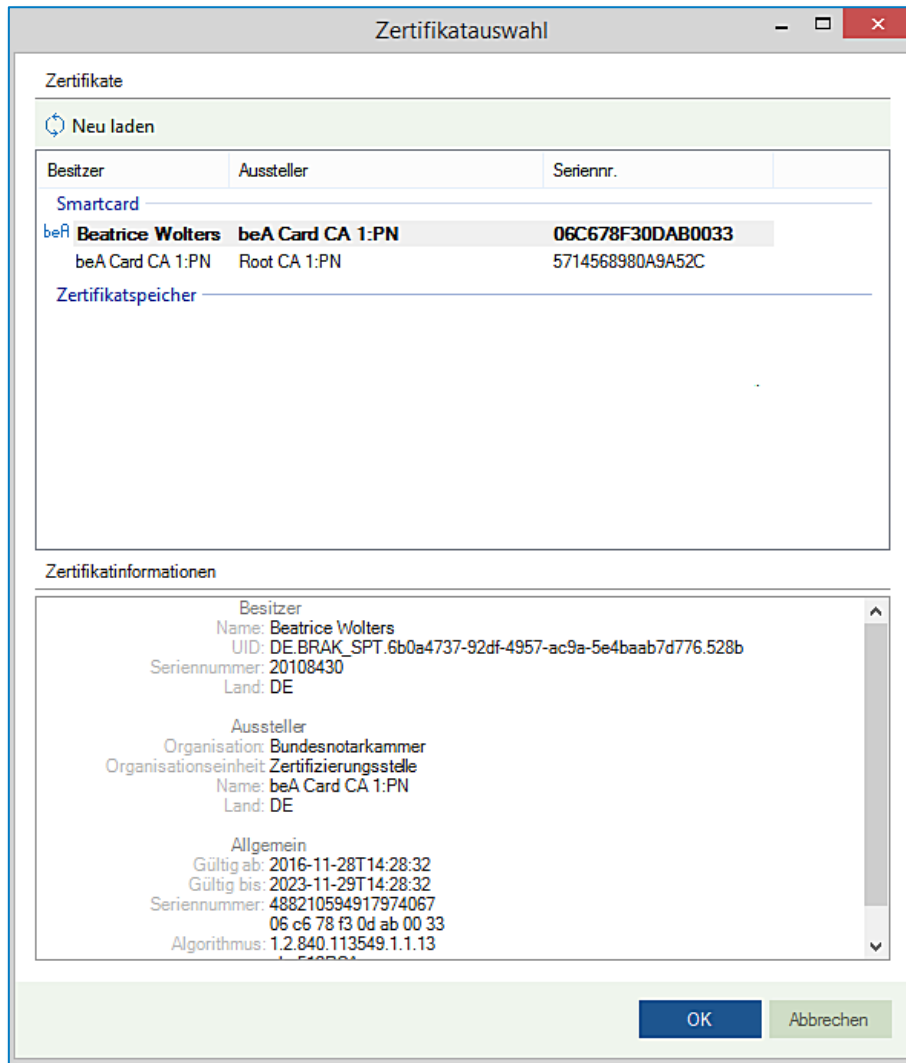 Zertifikatauswahl
Zertifikate
Neu laden
Besitzer Aussteller Seriennr.
Smartcard
beA Beatrice Wolters beA Card CA 1:PN 06C678F30DAB0033
beA Card CA 1:PN Root CA 1:PN 5714568980A9A52C
Zertifikatspeicher
Zertifikatinformationen
Besitzer
Name: Beatrice Wolters
UID: DE.BRAK_SPT.6b0a4737-92df-4957-ac9a-5e4baab7d776.528b
Seriennummer: 20108430
Land: DE
Aussteller
Organisation: Bundesnotarkammer
Organisationseinheit: Zertifizierungsstelle
Name: beA Card CA 1:PN
Land: DE
Allgemein
Gültig ab: 2016-11-28T14:28:32
Gültig bis: 2023-11-29T14:28:32
Seriennummer: 488210594917974067
06 c6 78 f3 0d ab 00 33
Algorithmus: 1.2.840.113549.1.1.13
OK Abbrechen